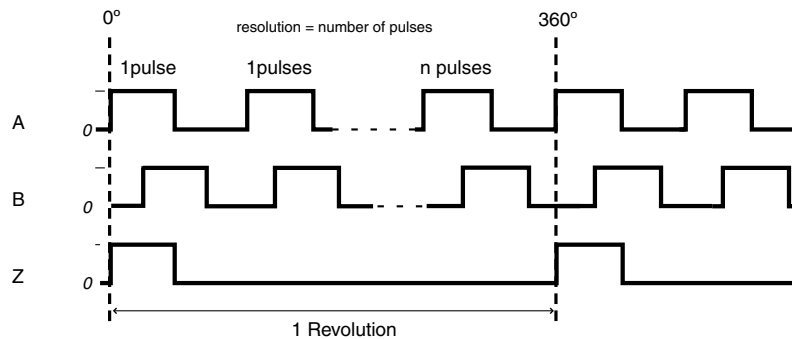 0º
360º
resolution = number of pulses
1pulse 1pulses n pulses
A
0
B
0
Z
0
1 Revolution